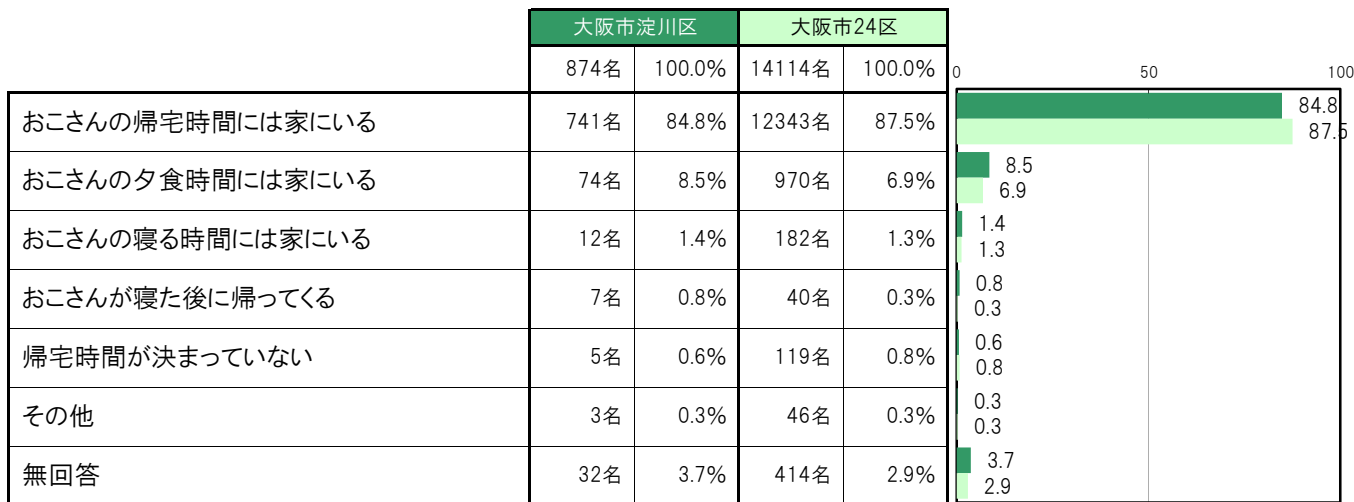 大阪市淀川区 大阪市24区
874名 100.0% 14114名 100.0% 0 50 100
おこさんの帰宅時間には家にいる 741名 84.8% 12343名 87.5% 84.8 87.5
おこさんの夕食時間には家にいる 74名 8.5% 970名 6.9% 8.5 6.9
おこさんの寝る時間には家にいる 12名 1.4% 182名 1.3% 1.4 1.3
おこさんが寝た後に帰ってくる 7名 0.8% 40名 0.3% 0.8 0.3
帰宅時間が決まっていない 5名 0.6% 119名 0.8% 0.6 0.8
その他 3名 0.3% 46名 0.3% 0.3 0.3
無回答 32名 3.7% 414名 2.9% 3.7 2.9